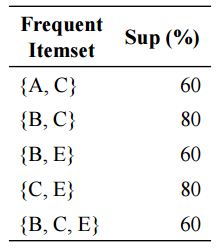 Frequent Itemset Sup (%)
{A, C} 60
{B, C} 80
{B, E} 60
{C, E} 80
{B, C, E} 60